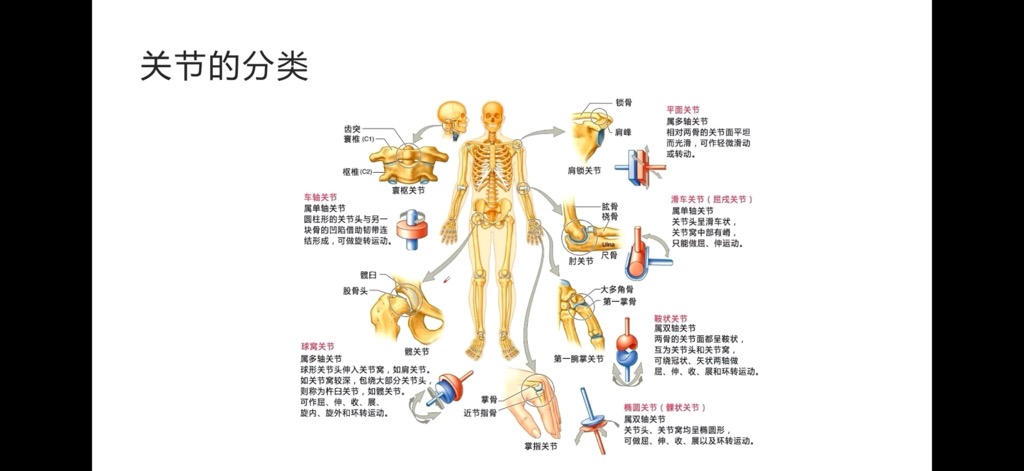 关节的分类
齿突
寰椎 (C1)
枢椎 (C2)
寰枢关节
车轴关节
属单轴关节
圆柱形的关节头与另一
块骨的凹陷借助韧带连
结形成，可做旋转运动。
髋臼
股骨头
髋关节
球窝关节
属多轴关节
球形关节头伸入关节窝，如肩关节。
如关节窝较深，包绕大部分关节头，
则称为杵臼关节，如髋关节。
可作屈、伸、收、展、
旋内、旋外和环转运动。
锁骨
肩峰
肩锁关节
平面关节
属多轴关节
相对两骨的关节面平坦
而光滑，可作轻微滑动
或转动。
肱骨
桡骨
Ulna
尺骨
肘关节
滑车关节（屈戍关节）
属单轴关节
关节头呈滑车状，
关节窝中部有嵴，
只能做屈、伸运动。
大多角骨
第一掌骨
第一腕掌关节
鞍状关节
属双轴关节
两骨的关节面都呈鞍状，
互为关节头和关节窝，
可绕冠状、矢状两轴做
屈、伸、收、展和环转运动。
掌骨
近节指骨
掌指关节
椭圆关节（髁状关节）
属双轴关节
关节头、关节窝均呈椭圆形，
可做屈、伸、收、展以及环转运动。